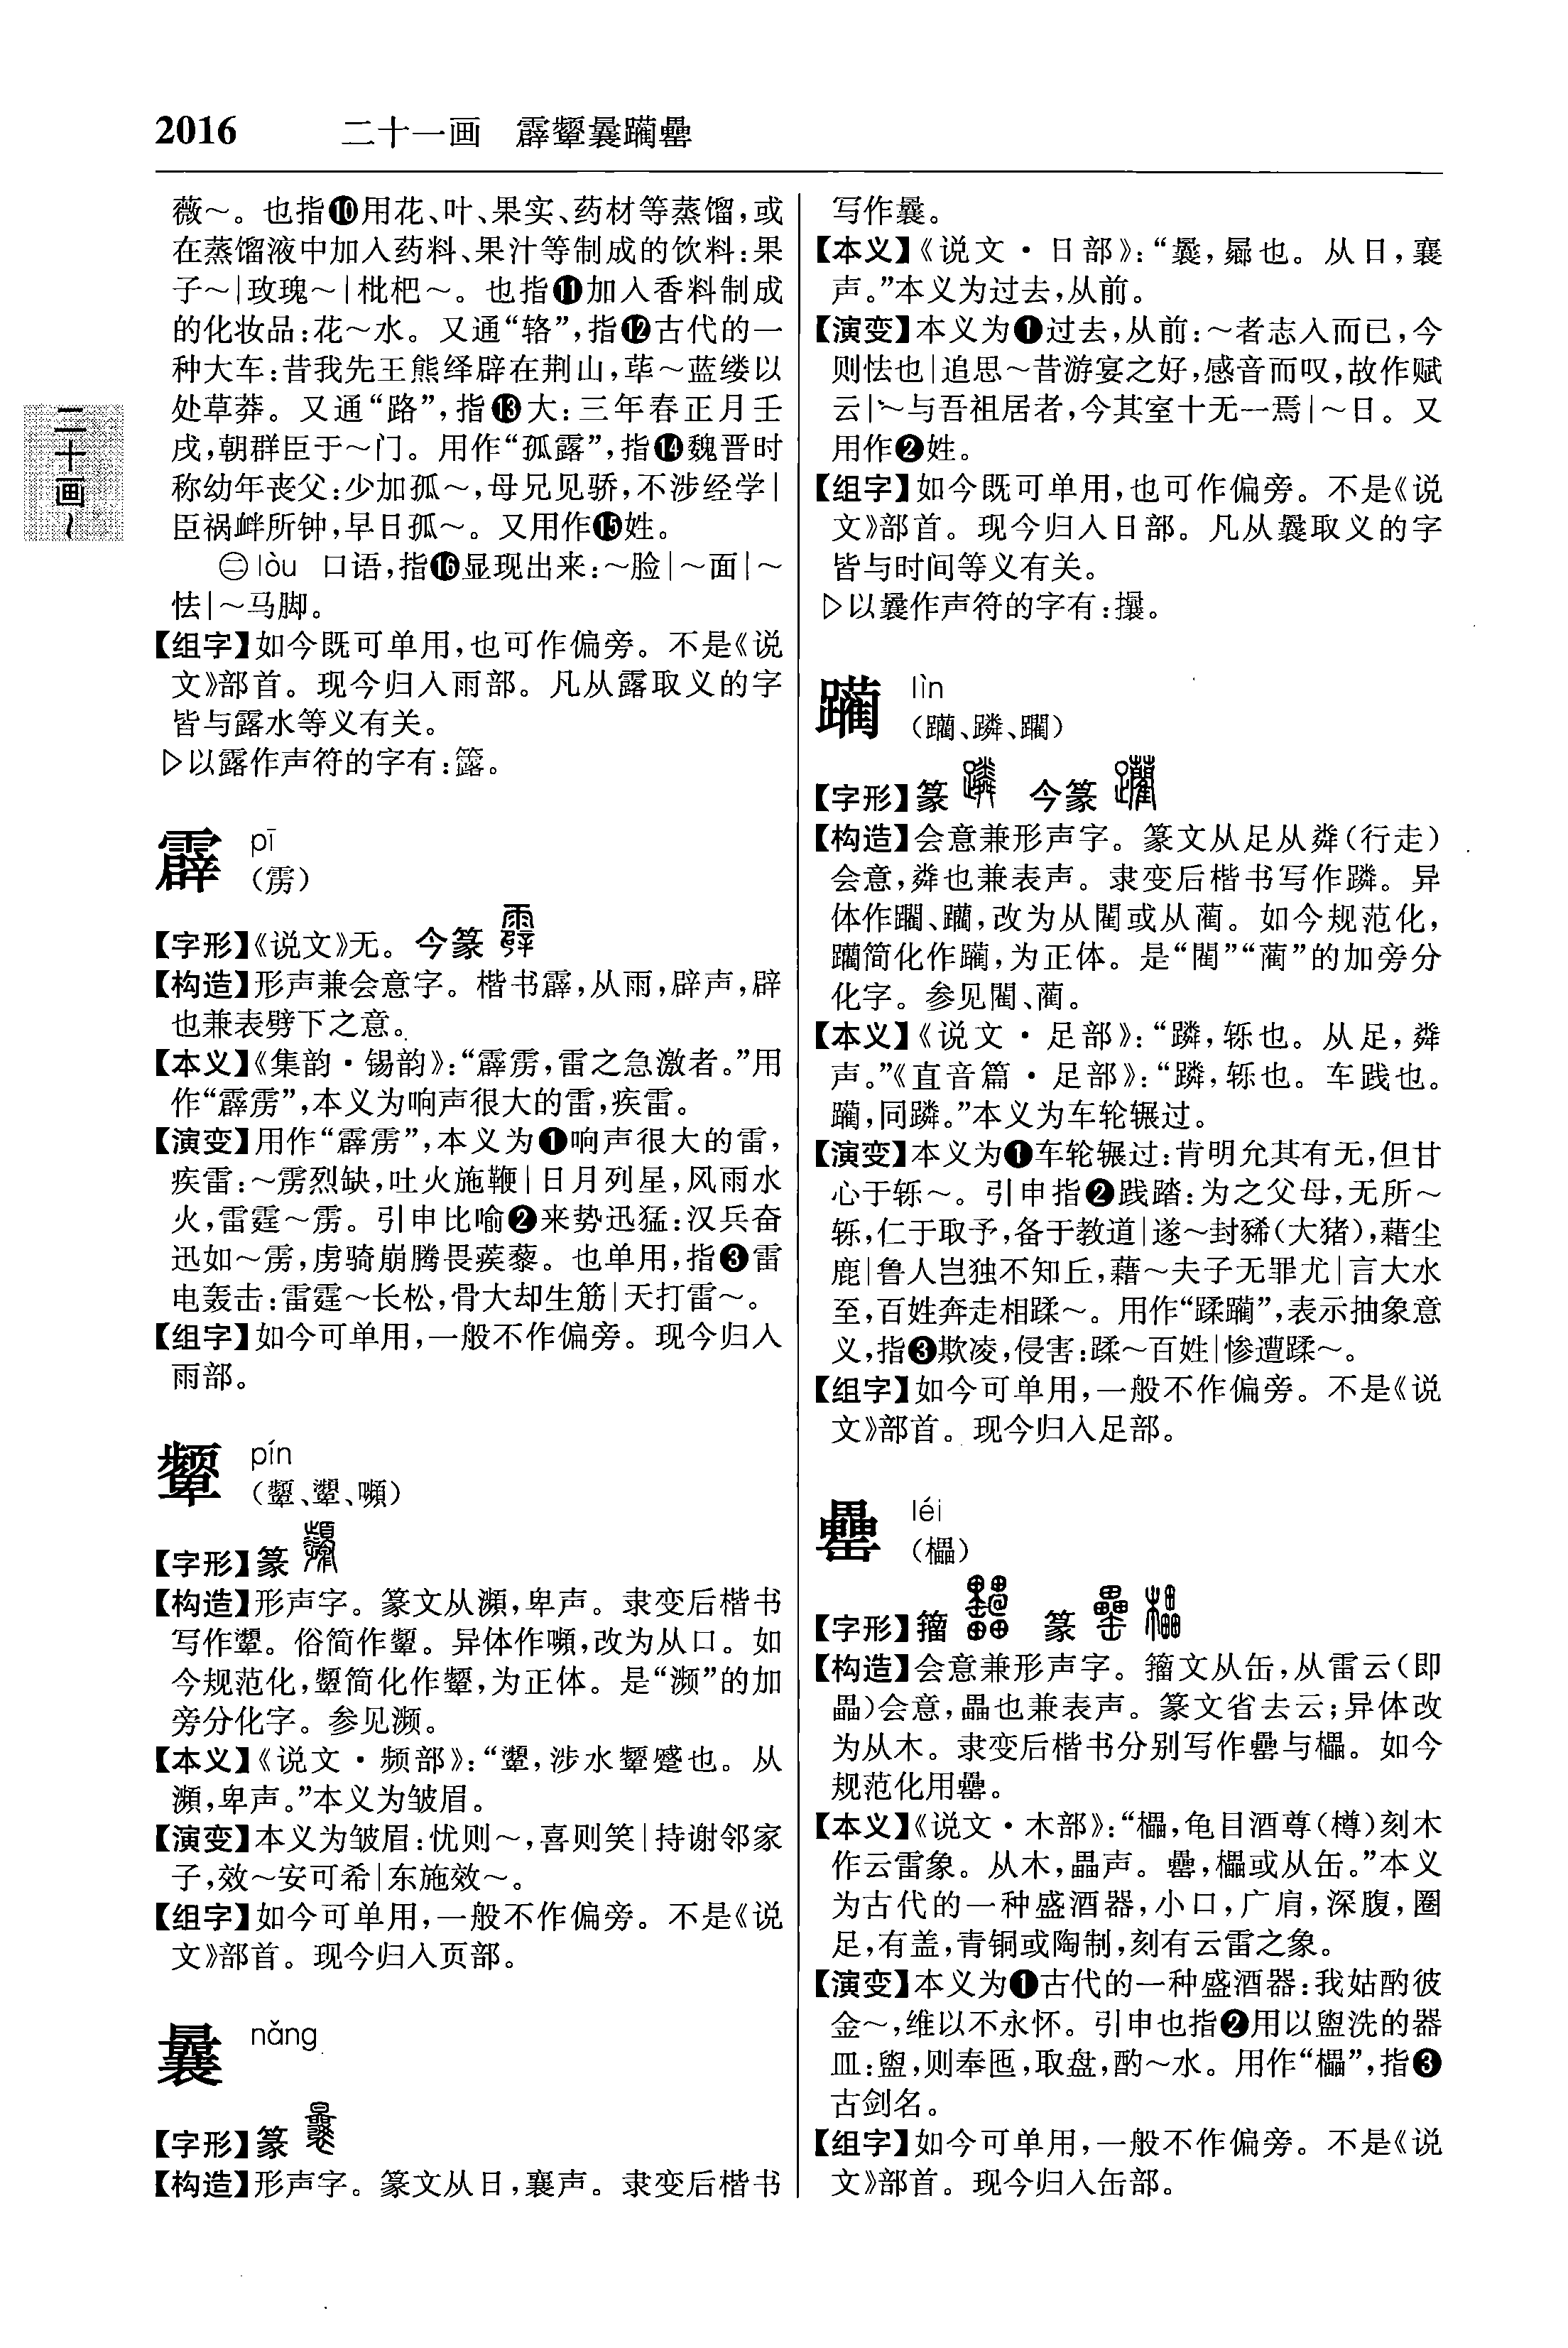 2016 二十一画 霹颦曩躏罍
二十画~
薇~。也指❿用花、叶、果实、药材等蒸馏,或
在蒸馏液中加入药料、果汁等制成的饮料:果
子~|玫瑰~|枇杷~。也指⓫加入香料制成
的化妆品:花~水。又通“辂”,指⓬古代的一
种大车:昔我先王熊绎辟在荆山,荜~蓝缕以
处草莽。又通“路”,指⓭大:三年春正月壬
戌,朝群臣于~门。用作“孤露”,指⓮魏晋时
称幼年丧父:少加孤~,母兄见骄,不涉经学|
臣祸衅所钟,早日孤~。又用作⓯姓。
㊁lòu 口语,指⓰显现出来:~脸|~面|~
怯|~马脚。
【组字】如今既可单用,也可作偏旁。不是《说
文》部首。现今归入雨部。凡从露取义的字
皆与露水等义有关。
▷以露作声符的字有:簬。
霹 pī
(雳)
【字形】《说文》无。今篆
【构造】形声兼会意字。楷书霹,从雨,辟声,辟
也兼表劈下之意。
【本义】《集韵·锡韵》:“霹雳,雷之急激者。”用
作“霹雳”,本义为响声很大的雷,疾雷。
【演变】用作“霹雳”,本义为❶响声很大的雷,
疾雷:~雳烈缺,吐火施鞭|日月列星,风雨水
火,雷霆~雳。引申比喻❷来势迅猛:汉兵奋
迅如~雳,虏骑崩腾畏蒺藜。也单用,指❸雷
电轰击:雷霆~长松,骨大却生筋|天打雷~。
【组字】如今可单用,一般不作偏旁。现今归入
雨部。
颦 pín
(顰、顰、嚬)
【字形】篆
【构造】形声字。篆文从瀕,卑声。隶变后楷书
写作顰。俗简作顰。异体作嚬,改为从口。如
今规范化,顰简化作颦,为正体。是“濒”的加
旁分化字。参见濒。
【本义】《说文·频部》:“顰,涉水颦蹙也。从
瀕,卑声。”本义为皱眉。
【演变】本义为皱眉:忧则~,喜则笑|持谢邻家
子,效~安可希|东施效~。
【组字】如今可单用,一般不作偏旁。不是《说
文》部首。现今归入页部。
曩 nǎng
【字形】篆
【构造】形声字。篆文从日,襄声。隶变后楷书
写作曩。
【本义】《说文·日部》:“曩,曏也。从日,襄
声。”本义为过去,从前。
【演变】本义为❶过去,从前:~者志入而已,今
则怯也|追思~昔游宴之好,感音而叹,故作赋
云|~与吾祖居者,今其室十无一焉|~日。又
用作❷姓。
【组字】如今既可单用,也可作偏旁。不是《说
文》部首。现今归入日部。凡从曩取义的字
皆与时间等义有关。
▷以曩作声符的字有:攮。
躏 lìn
(躪、蹸、躙)
【字形】篆 今篆
【构造】会意兼形声字。篆文从足从粦(行走)
会意,粦也兼表声。隶变后楷书写作蹸。异
体作躙、躪,改为从閵或从藺。如今规范化,
躪简化作躏,为正体。是“閵”“蔺”的加旁分
化字。参见閵、蔺。
【本义】《说文·足部》:“蹸,轹也。从足,粦
声。”《直音篇·足部》:“蹸,轹也。车践也。
躏,同蹸。”本义为车轮辗过。
【演变】本义为❶车轮辗过:肯明允其有无,但甘
心于轹~。引申指❷践踏:为之父母,无所~
轹,仁于取予,备于教道|遂~封豨(大猪),藉尘
鹿|鲁人岂独不知丘,藉~夫子无罪尤|言大水
至,百姓奔走相蹂~。用作“蹂躏”,表示抽象意
义,指❸欺凌,侵害:蹂~百姓|惨遭蹂~。
【组字】如今可单用,一般不作偏旁。不是《说
文》部首。现今归入足部。
罍 léi
(櫑)
【字形】籀 篆
【构造】会意兼形声字。籀文从缶,从雷云(即
畾)会意,畾也兼表声。篆文省去云;异体改
为从木。隶变后楷书分别写作罍与櫑。如今
规范化用罍。
【本义】《说文·木部》:“櫑,龟目酒尊(樽)刻木
作云雷象。从木,畾声。罍,櫑或从缶。”本义
为古代的一种盛酒器,小口,广肩,深腹,圈
足,有盖,青铜或陶制,刻有云雷之象。
【演变】本义为❶古代的一种盛酒器:我姑酌彼
金~,维以不永怀。引申也指❷用以盥洗的器
皿:盥,则奉匜,取盘,酌~水。用作“櫑”,指❸
古剑名。
【组字】如今可单用,一般不作偏旁。不是《说
文》部首。现今归入缶部。